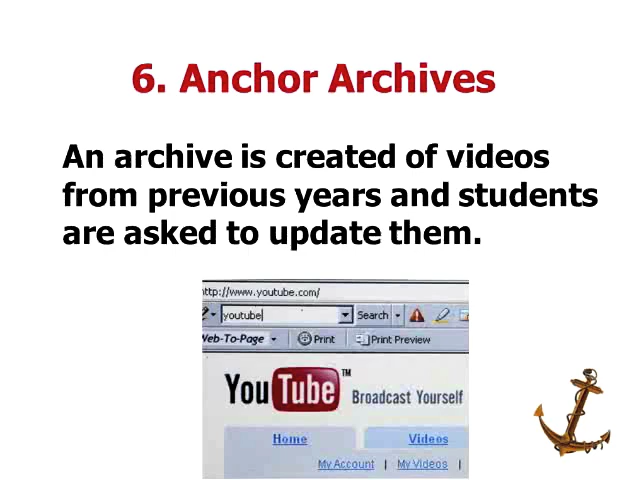 6. Anchor Archives
An archive is created of videos
from previous years and students
are asked to update them.
http://www.youtube.com/
youtube Search
Web-To-Page Print Print Preview
YouTube™ Broadcast Yourself
Home Videos
My Account | My Videos |